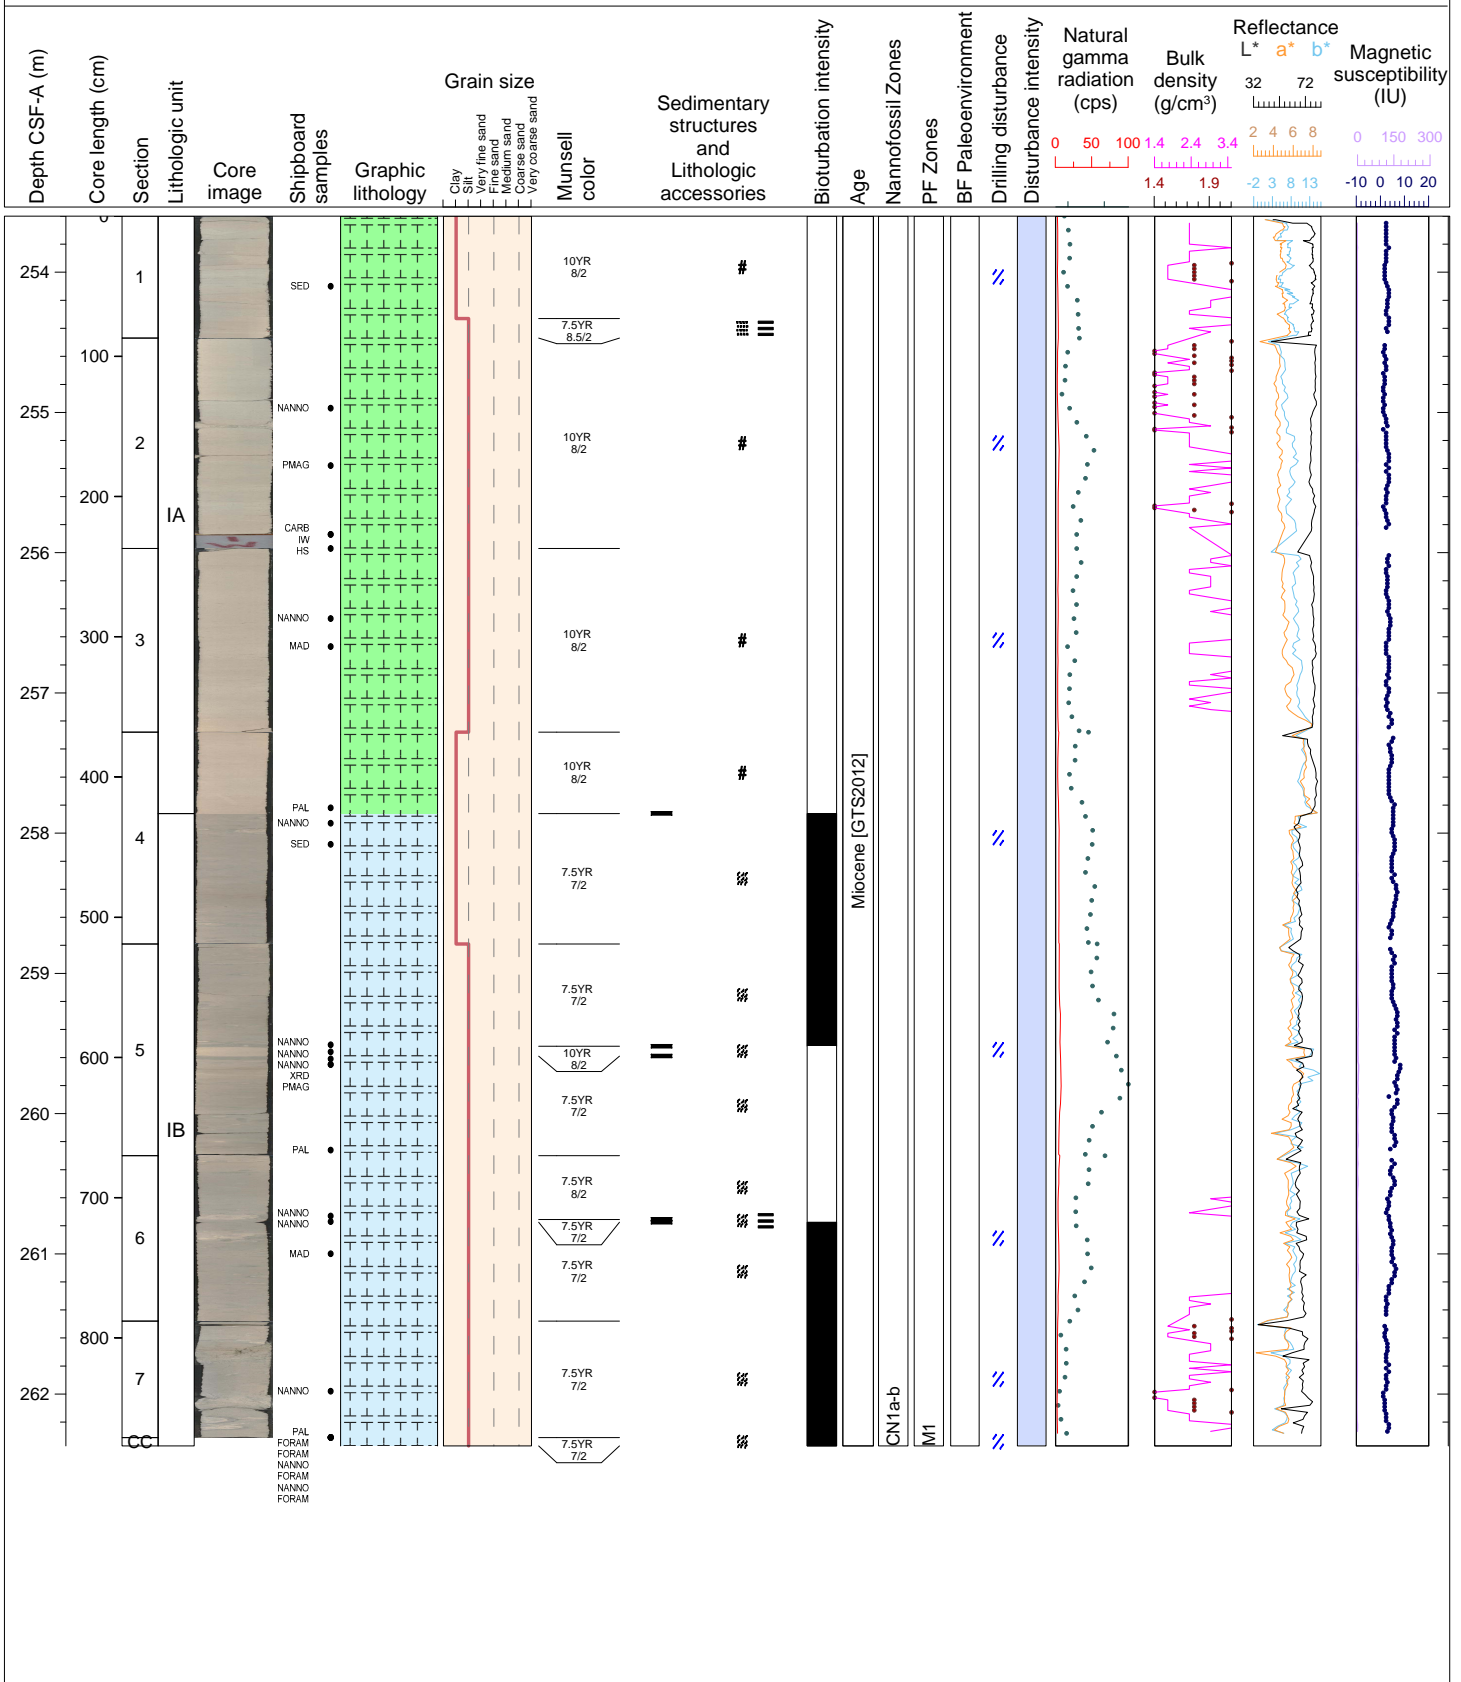 Depth CSF-A (m)
Core length (cm)
Section
Lithologic unit
Core
image
Shipboard
samples
Graphic
lithology
Grain size
Clay
Silt
Very fine sand
Fine sand
Medium sand
Coarse sand
Very coarse sand
Munsell
color
Sedimentary
structures
and
Lithologic
accessories
Bioturbation intensity
Age
Nannofossil Zones
PF Zones
BF Paleoenvironment
Drilling disturbance
Disturbance intensity
Natural
gamma
radiation
(cps)
0 50 100
Bulk
density
(g/cm³)
1.4 2.4 3.4
1.4 1.9
Reflectance
L* a* b*
32 72
2 4 6 8
-2 3 8 13
Magnetic
susceptibility
(IU)
0 150 300
-10 0 10 20
254
255
256
257
258
259
260
261
262
0
100
200
300
400
500
600
700
800
1
2
3
4
5
6
7
CC
IA
IB
SED
NANNO
PMAG
CARB
IW
HS
NANNO
MAD
PAL
NANNO
SED
NANNO
NANNO
NANNO
XRD
PMAG
PAL
NANNO
NANNO
MAD
NANNO
PAL
FORAM
FORAM
NANNO
FORAM
NANNO
FORAM
10YR
8/2
7.5YR
8.5/2
10YR
8/2
10YR
8/2
10YR
8/2
7.5YR
7/2
7.5YR
7/2
10YR
8/2
7.5YR
7/2
7.5YR
8/2
7.5YR
7/2
7.5YR
7/2
7.5YR
7/2
7.5YR
7/2
Miocene [GTS2012]
CN1a-b
M1